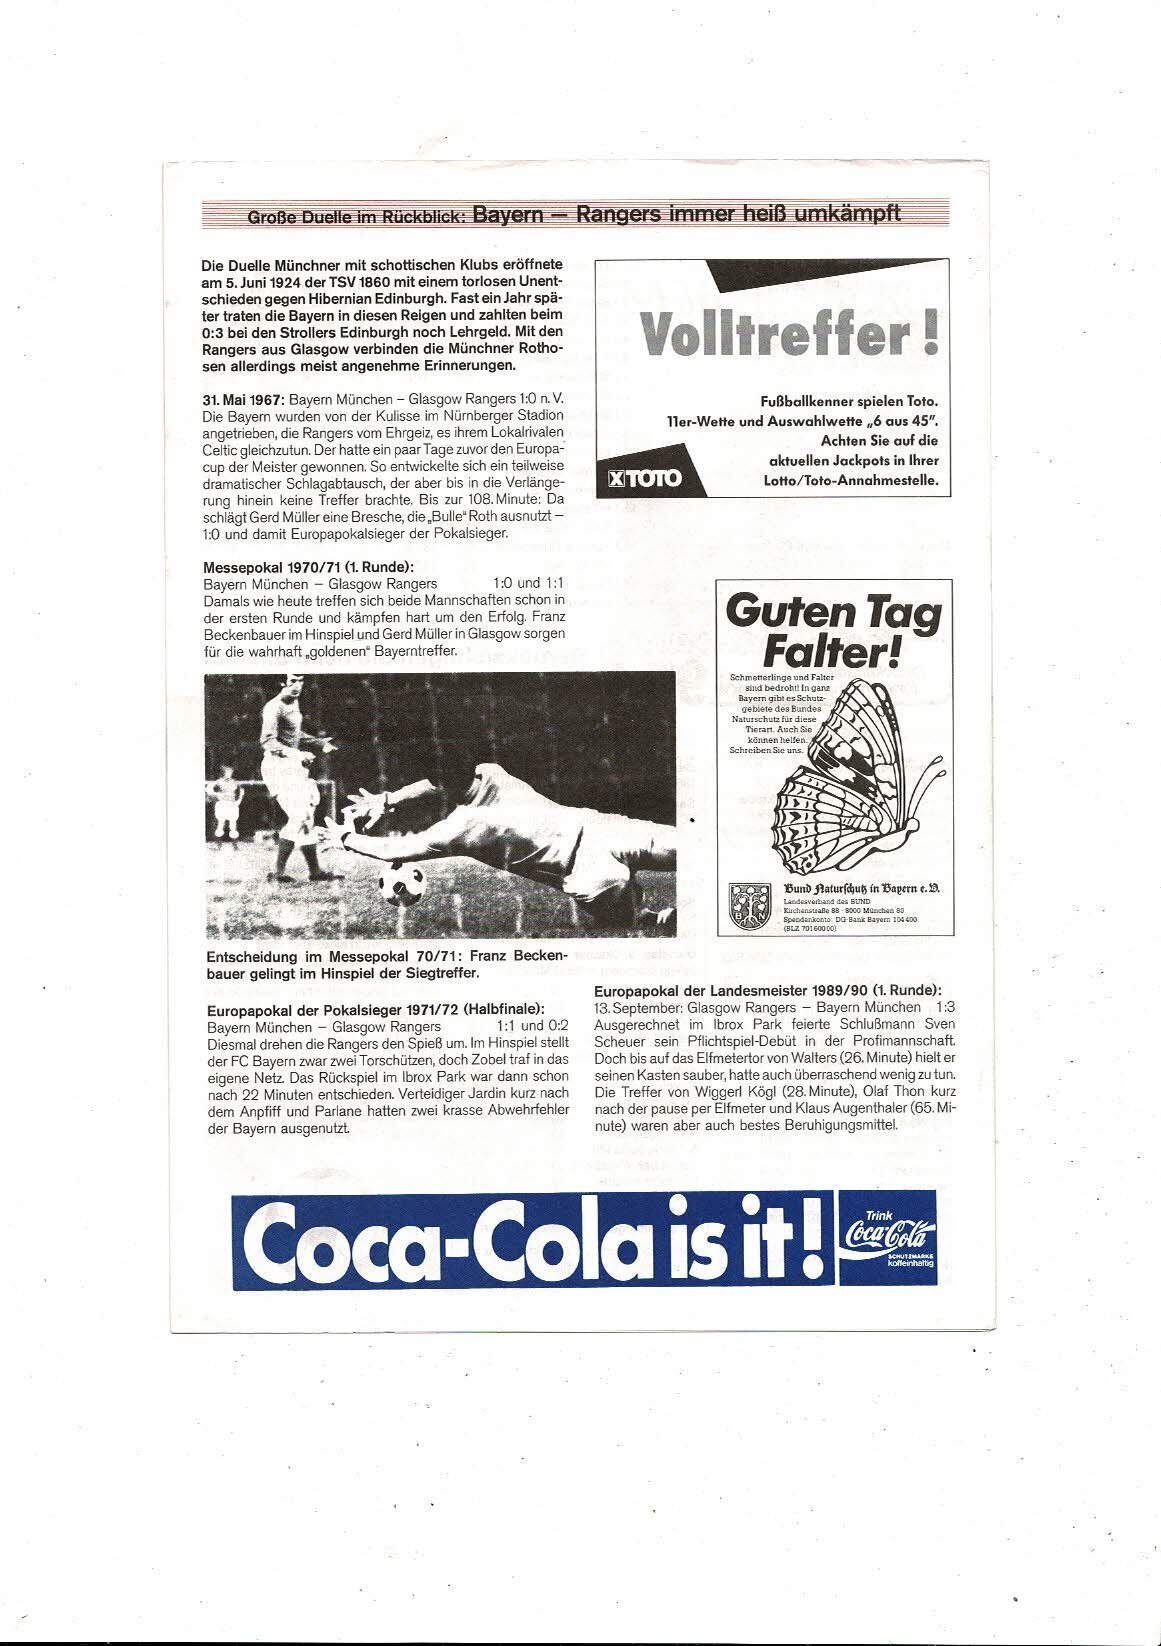 Große Duelle im Rückblick: Bayern – Rangers immer heiß umkämpft
Die Duelle Münchner mit schottischen Klubs eröffnete
am 5. Juni 1924 der TSV 1860 mit einem torlosen Unent-
schieden gegen Hibernian Edinburgh. Fast ein Jahr spä-
ter traten die Bayern in diesen Reigen und zahlten beim
0:3 bei den Strollers Edinburgh noch Lehrgeld. Mit den
Rangers aus Glasgow verbinden die Münchner Rotho-
sen allerdings meist angenehme Erinnerungen.
31. Mai 1967: Bayern München – Glasgow Rangers 1:0 n. V.
Die Bayern wurden von der Kulisse im Nürnberger Stadion
angetrieben, die Rangers vom Ehrgeiz, es ihrem Lokalrivalen
Celtic gleichzutun. Der hatte ein paar Tage zuvor den Europa-
cup der Meister gewonnen. So entwickelte sich ein teilweise
dramatischer Schlagabtausch, der aber bis in die Verlänge-
rung hinein keine Treffer brachte. Bis zur 108. Minute: Da
schlägt Gerd Müller eine Bresche, die „Bulle“ Roth ausnutzt –
1:0 und damit Europapokalsieger der Pokalsieger.
Messepokal 1970/71 (1. Runde):
Bayern München – Glasgow Rangers 1:0 und 1:1
Damals wie heute treffen sich beide Mannschaften schon in
der ersten Runde und kämpfen hart um den Erfolg. Franz
Beckenbauer im Hinspiel und Gerd Müller in Glasgow sorgen
für die wahrhaft „goldenen“ Bayerntreffer.
Entscheidung im Messepokal 70/71: Franz Becken-
bauer gelingt im Hinspiel der Siegtreffer.
Europapokal der Pokalsieger 1971/72 (Halbfinale):
Bayern München – Glasgow Rangers 1:1 und 0:2
Diesmal drehen die Rangers den Spieß um. Im Hinspiel stellt
der FC Bayern zwar zwei Torschützen, doch Zobel traf in das
eigene Netz. Das Rückspiel im Ibrox Park war dann schon
nach 22 Minuten entschieden. Verteidiger Jardin kurz nach
dem Anpfiff und Parlane hatten zwei krasse Abwehrfehler
der Bayern ausgenutzt.
Volltreffer!
Fußballkenner spielen Toto.
11er-Wette und Auswahlwette „6 aus 45“.
Achten Sie auf die
aktuellen Jackpots in Ihrer
Lotto/Toto-Annahmestelle.
X TOTO
Guten Tag
Falter!
Schmetterlinge und Falter
sind bedroht! In ganz
Bayern gibt es Schutz-
gebiete des Bundes
Naturschutz für diese
Tierart. Auch Sie
können helfen.
Schreiben Sie uns.
B N
Bund Naturschutz in Bayern e.V.
Landesverband des BUND
Kirchenstraße 88 · 8000 München 80
Spendenkonto: DG-Bank Bayern 104 400
(BLZ 701 600 00)
Europapokal der Landesmeister 1989/90 (1. Runde):
13. September: Glasgow Rangers – Bayern München 1:3
Ausgerechnet im Ibrox Park feierte Schlußmann Sven
Scheuer sein Pflichtspiel-Debüt in der Profimannschaft.
Doch bis auf das Elfmetertor von Walters (26. Minute) hielt er
seinen Kasten sauber, hatte auch überraschend wenig zu tun.
Die Treffer von Wiggerl Kögl (28. Minute), Olaf Thon kurz
nach der pause per Elfmeter und Klaus Augenthaler (65. Mi-
nute) waren aber auch bestes Beruhigungsmittel.
Coca-Cola is it!
Trink
Coca-Cola
SCHUTZMARKE
koffeinhaltig